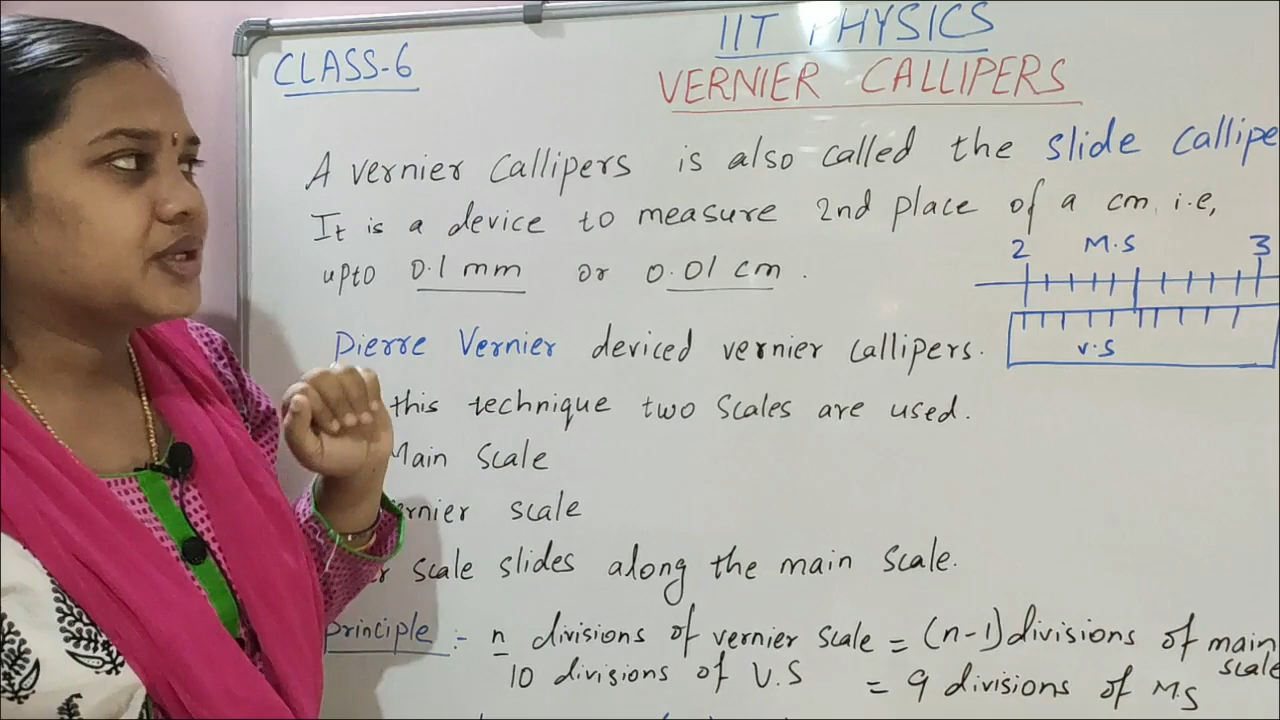 IIT PHYSICS
CLASS-6
VERNIER CALLIPERS
A vernier callipers is also called the slide callipe
It is a device to measure 2nd place of a cm i.e,
upto 0.1 mm or 0.01 cm.
2 M.S 3
V.S
Pierre Vernier deviced vernier callipers.
this technique two scales are used.
Main scale
ernier scale
er scale slides along the main scale.
principle :- n divisions of vernier scale = (n-1) divisions of main scale
10 divisions of V.S = 9 divisions of M.S